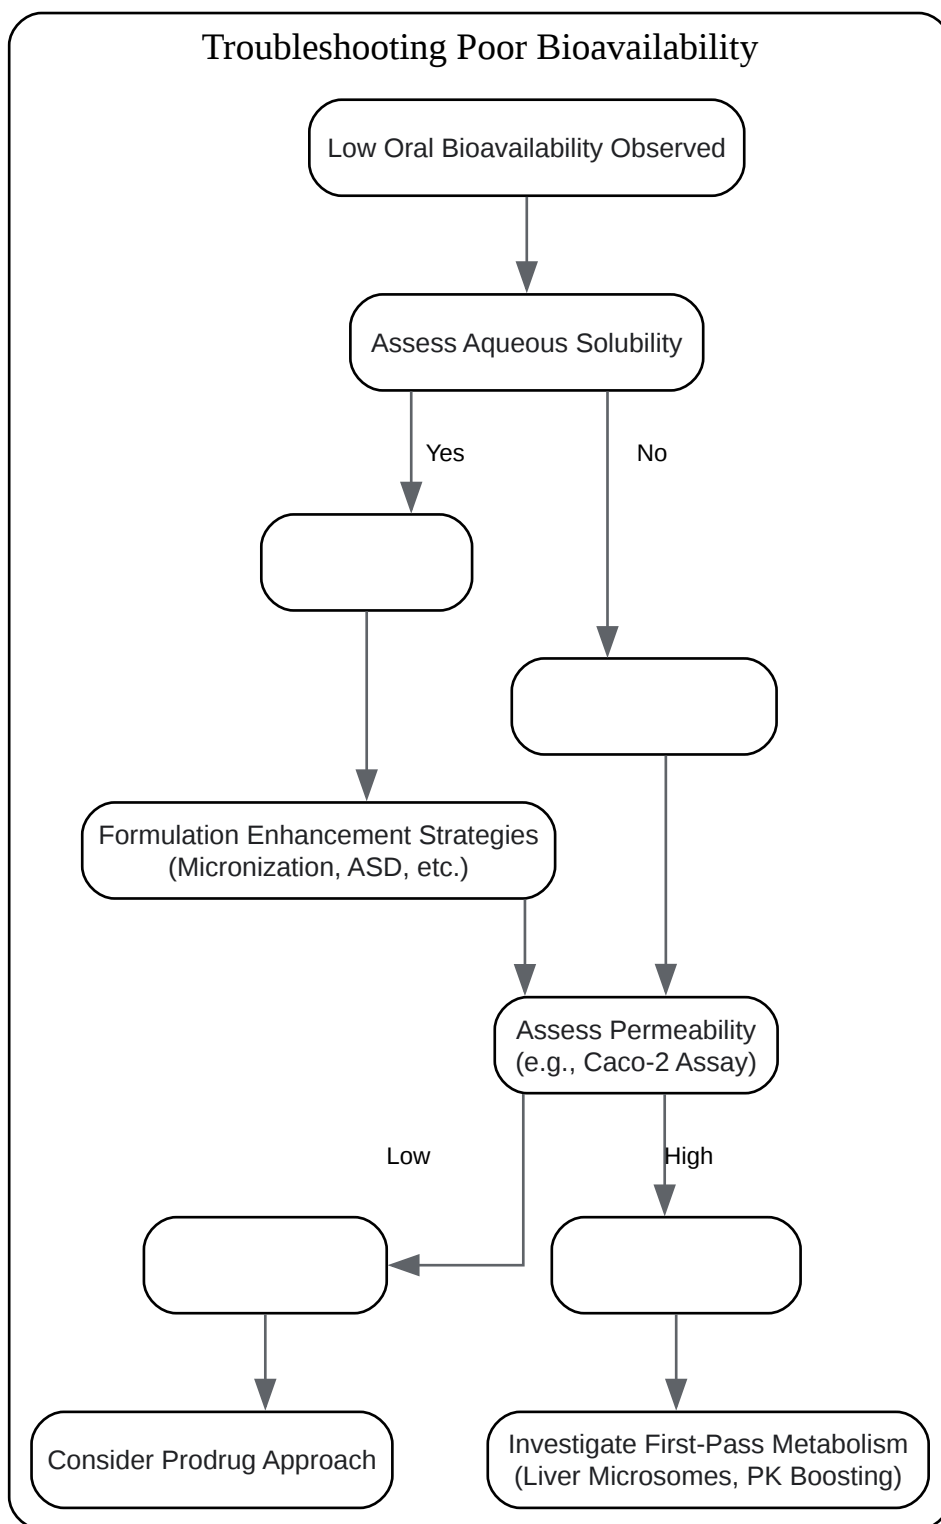 Troubleshooting Poor Bioavailability
Low Oral Bioavailability Observed
Assess Aqueous Solubility
Yes
No
Formulation Enhancement Strategies
(Micronization, ASD, etc.)
Assess Permeability
(e.g., Caco-2 Assay)
Low
High
Consider Prodrug Approach
Investigate First-Pass Metabolism
(Liver Microsomes, PK Boosting)